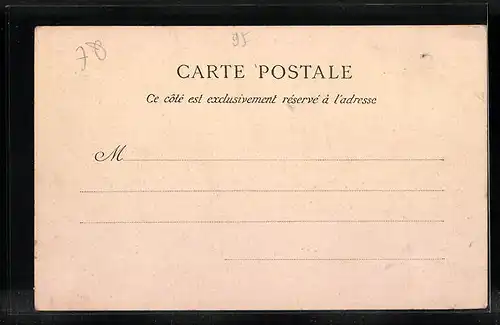 78
95
CARTE POSTALE
Ce côté est exclusivement réservé à l'adresse
M